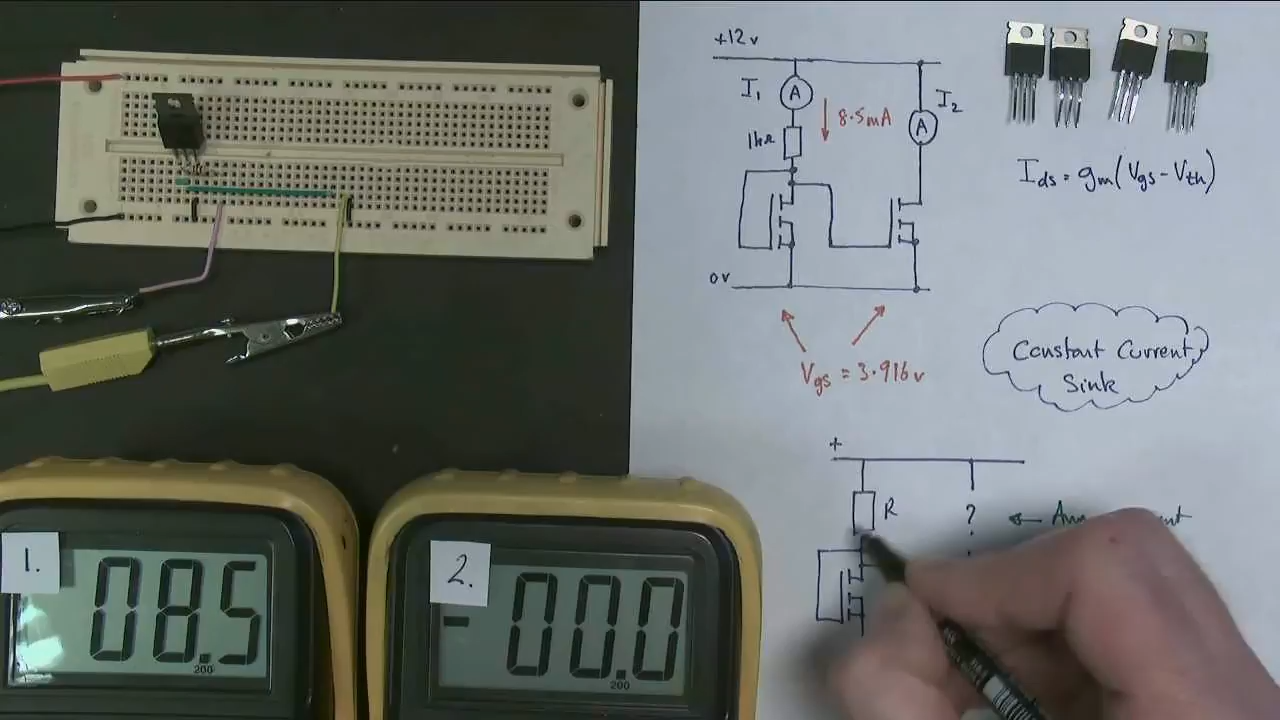 +12v
I₁
A
8.5mA
I₂
A
1kΩ
Ids = gm(Vgs - Vth)
0v
Vgs = 3.916v
Constant Current
Sink
+
R
?
1.
08.5
200
2.
-00.0
200